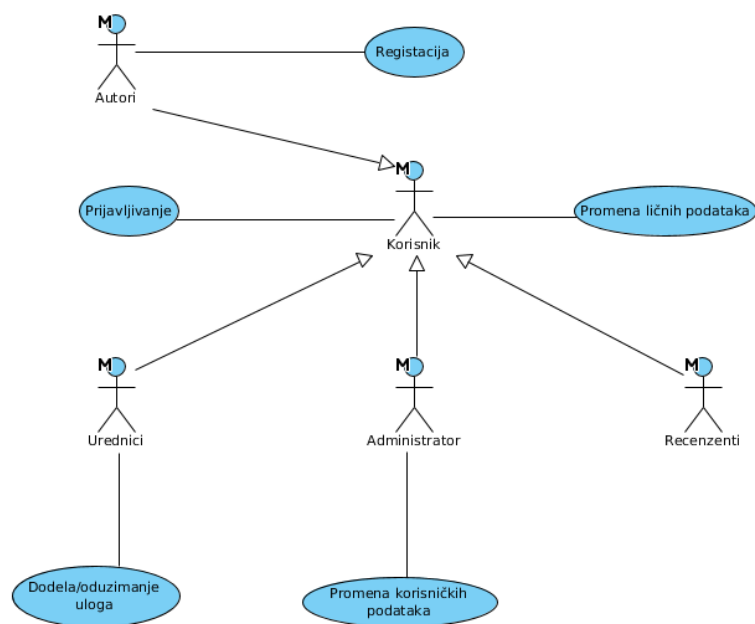 M
Autori
Registacija
M
Korisnik
Prijavljivanje
Promena ličnih podataka
M
Urednici
M
Administrator
M
Recenzenti
Dodela/oduzimanje
uloga
Promena korisničkih
podataka